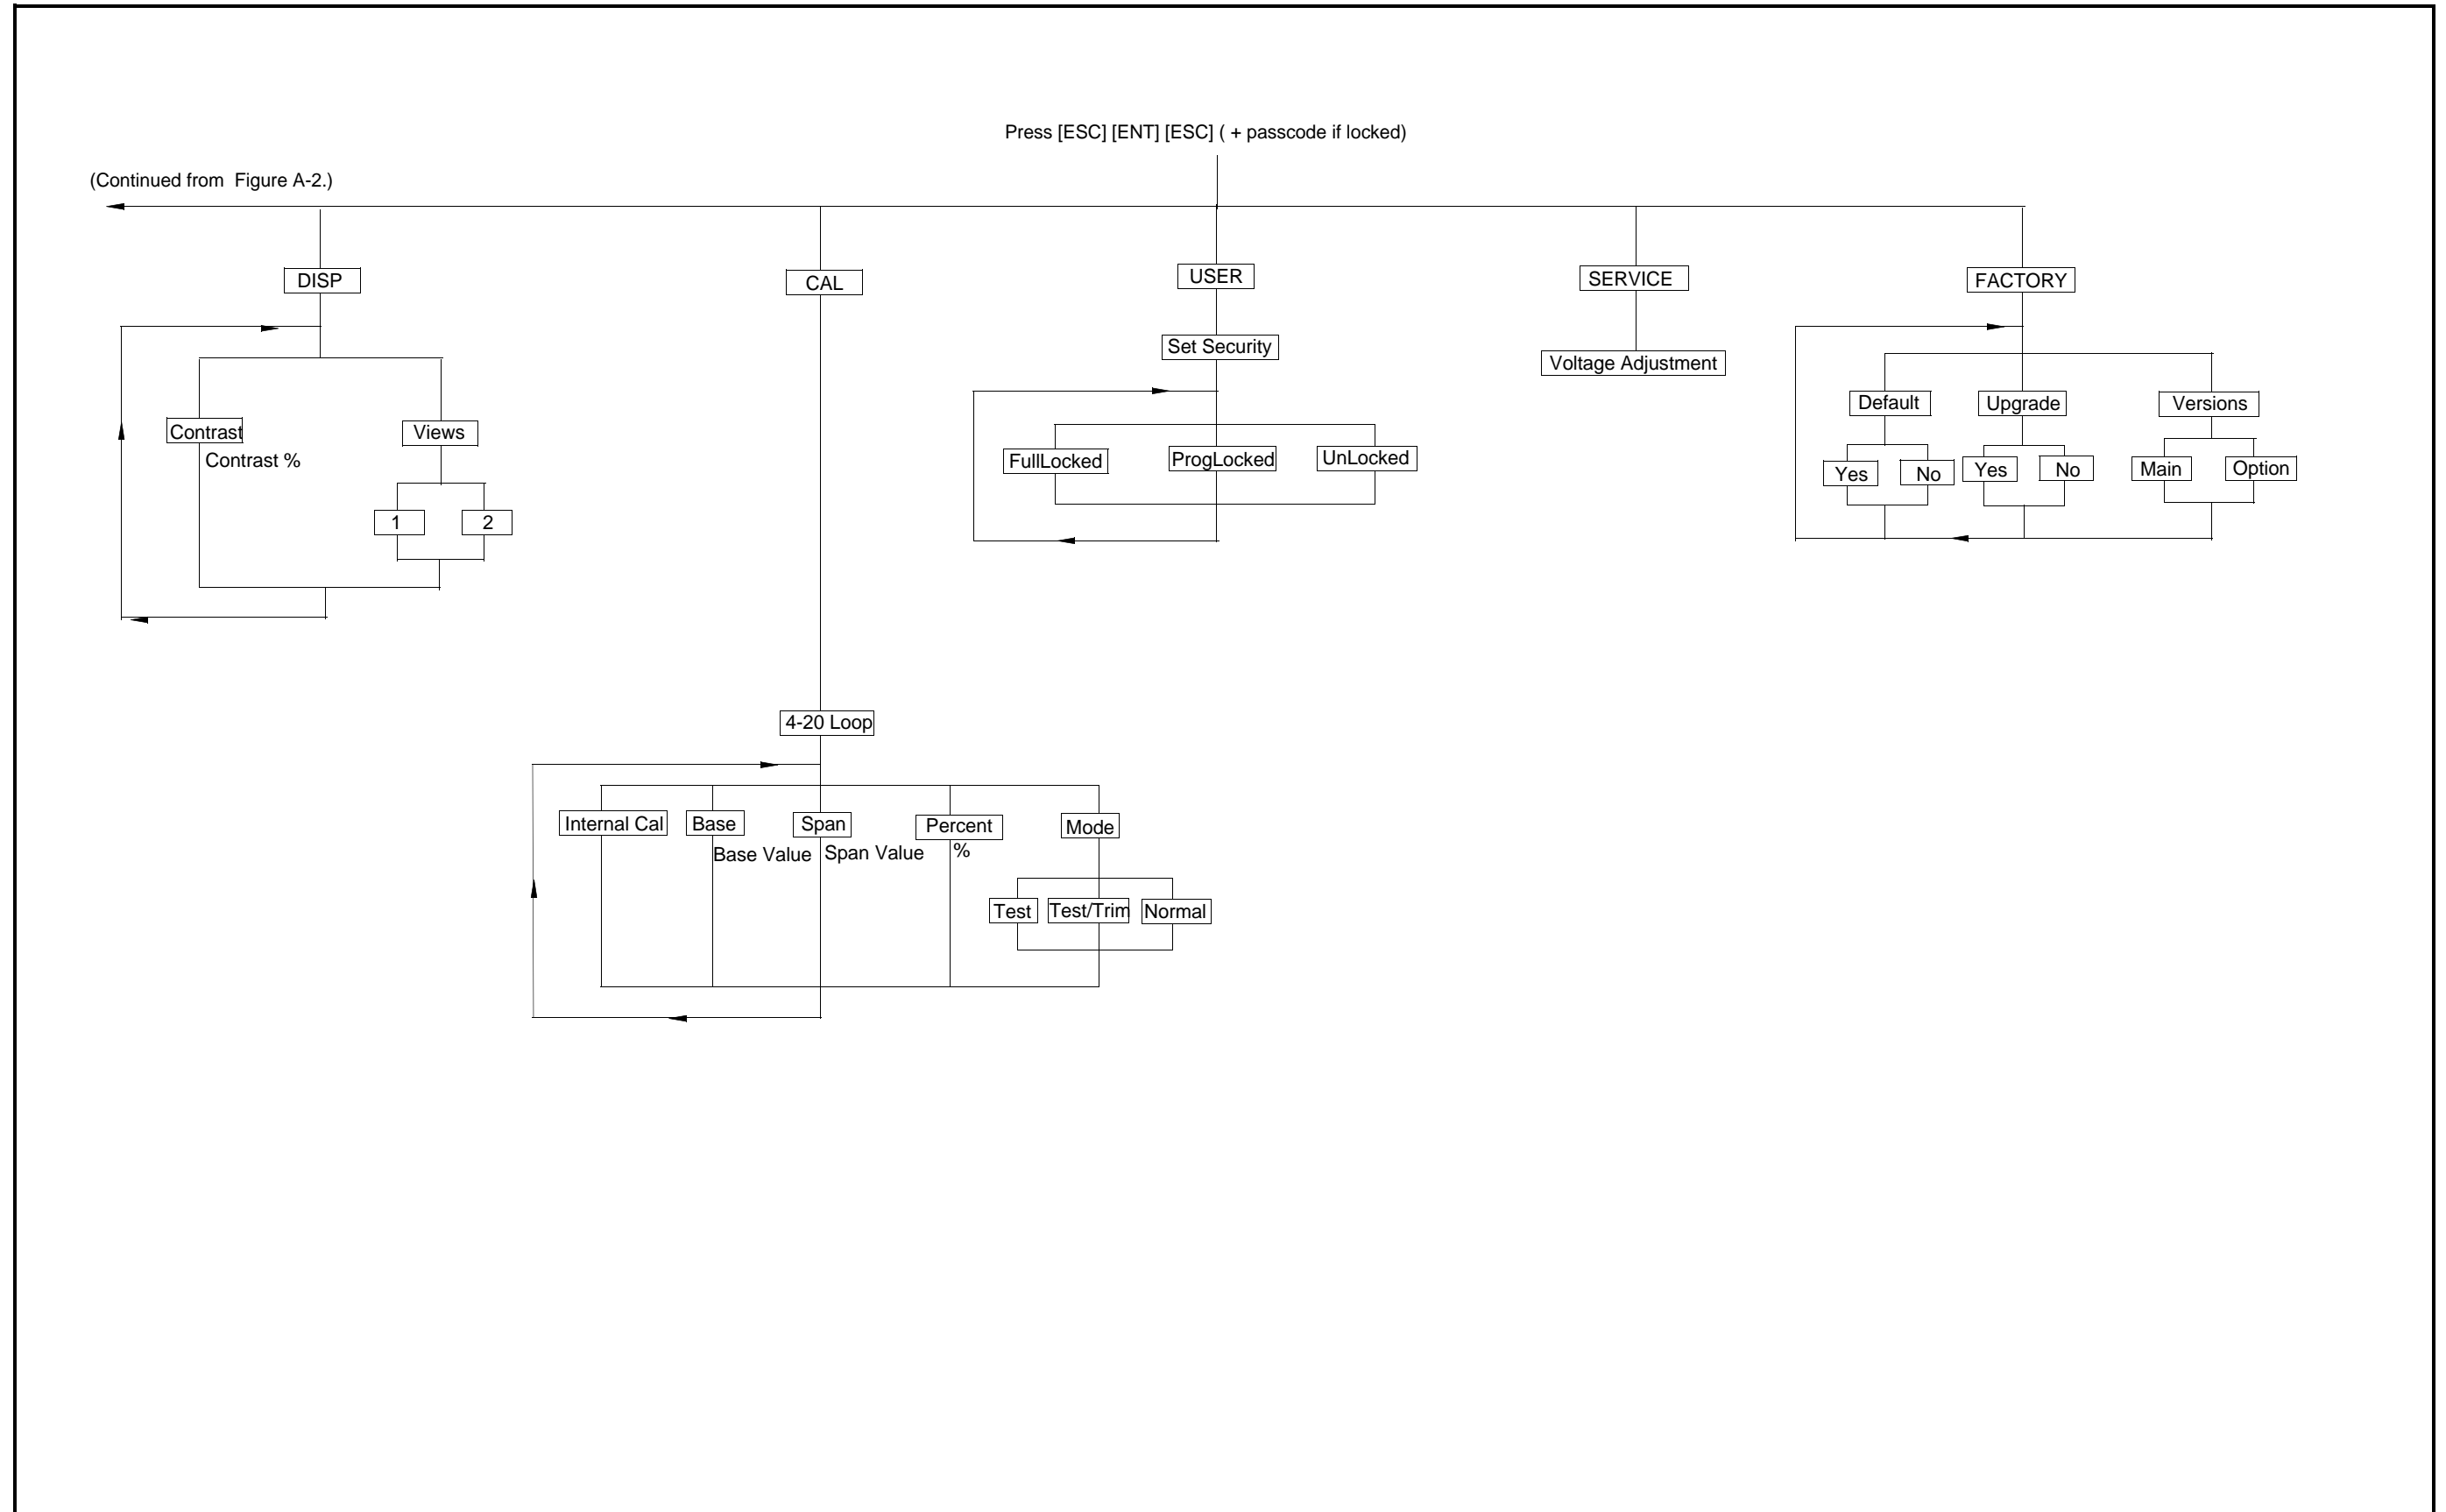 Press [ESC] [ENT] [ESC] ( + passcode if locked)
(Continued from  Figure A-2.)
DISP
CAL
USER
SERVICE
FACTORY
Set Security
Voltage Adjustment
Contrast
Contrast %
Views
1
2
FullLocked
ProgLocked
UnLocked
Default
Upgrade
Versions
Yes
No
Yes
No
Main
Option
4-20 Loop
Internal Cal
Base
Base Value
Span
Span Value
Percent
%
Mode
Test
Test/Trim
Normal